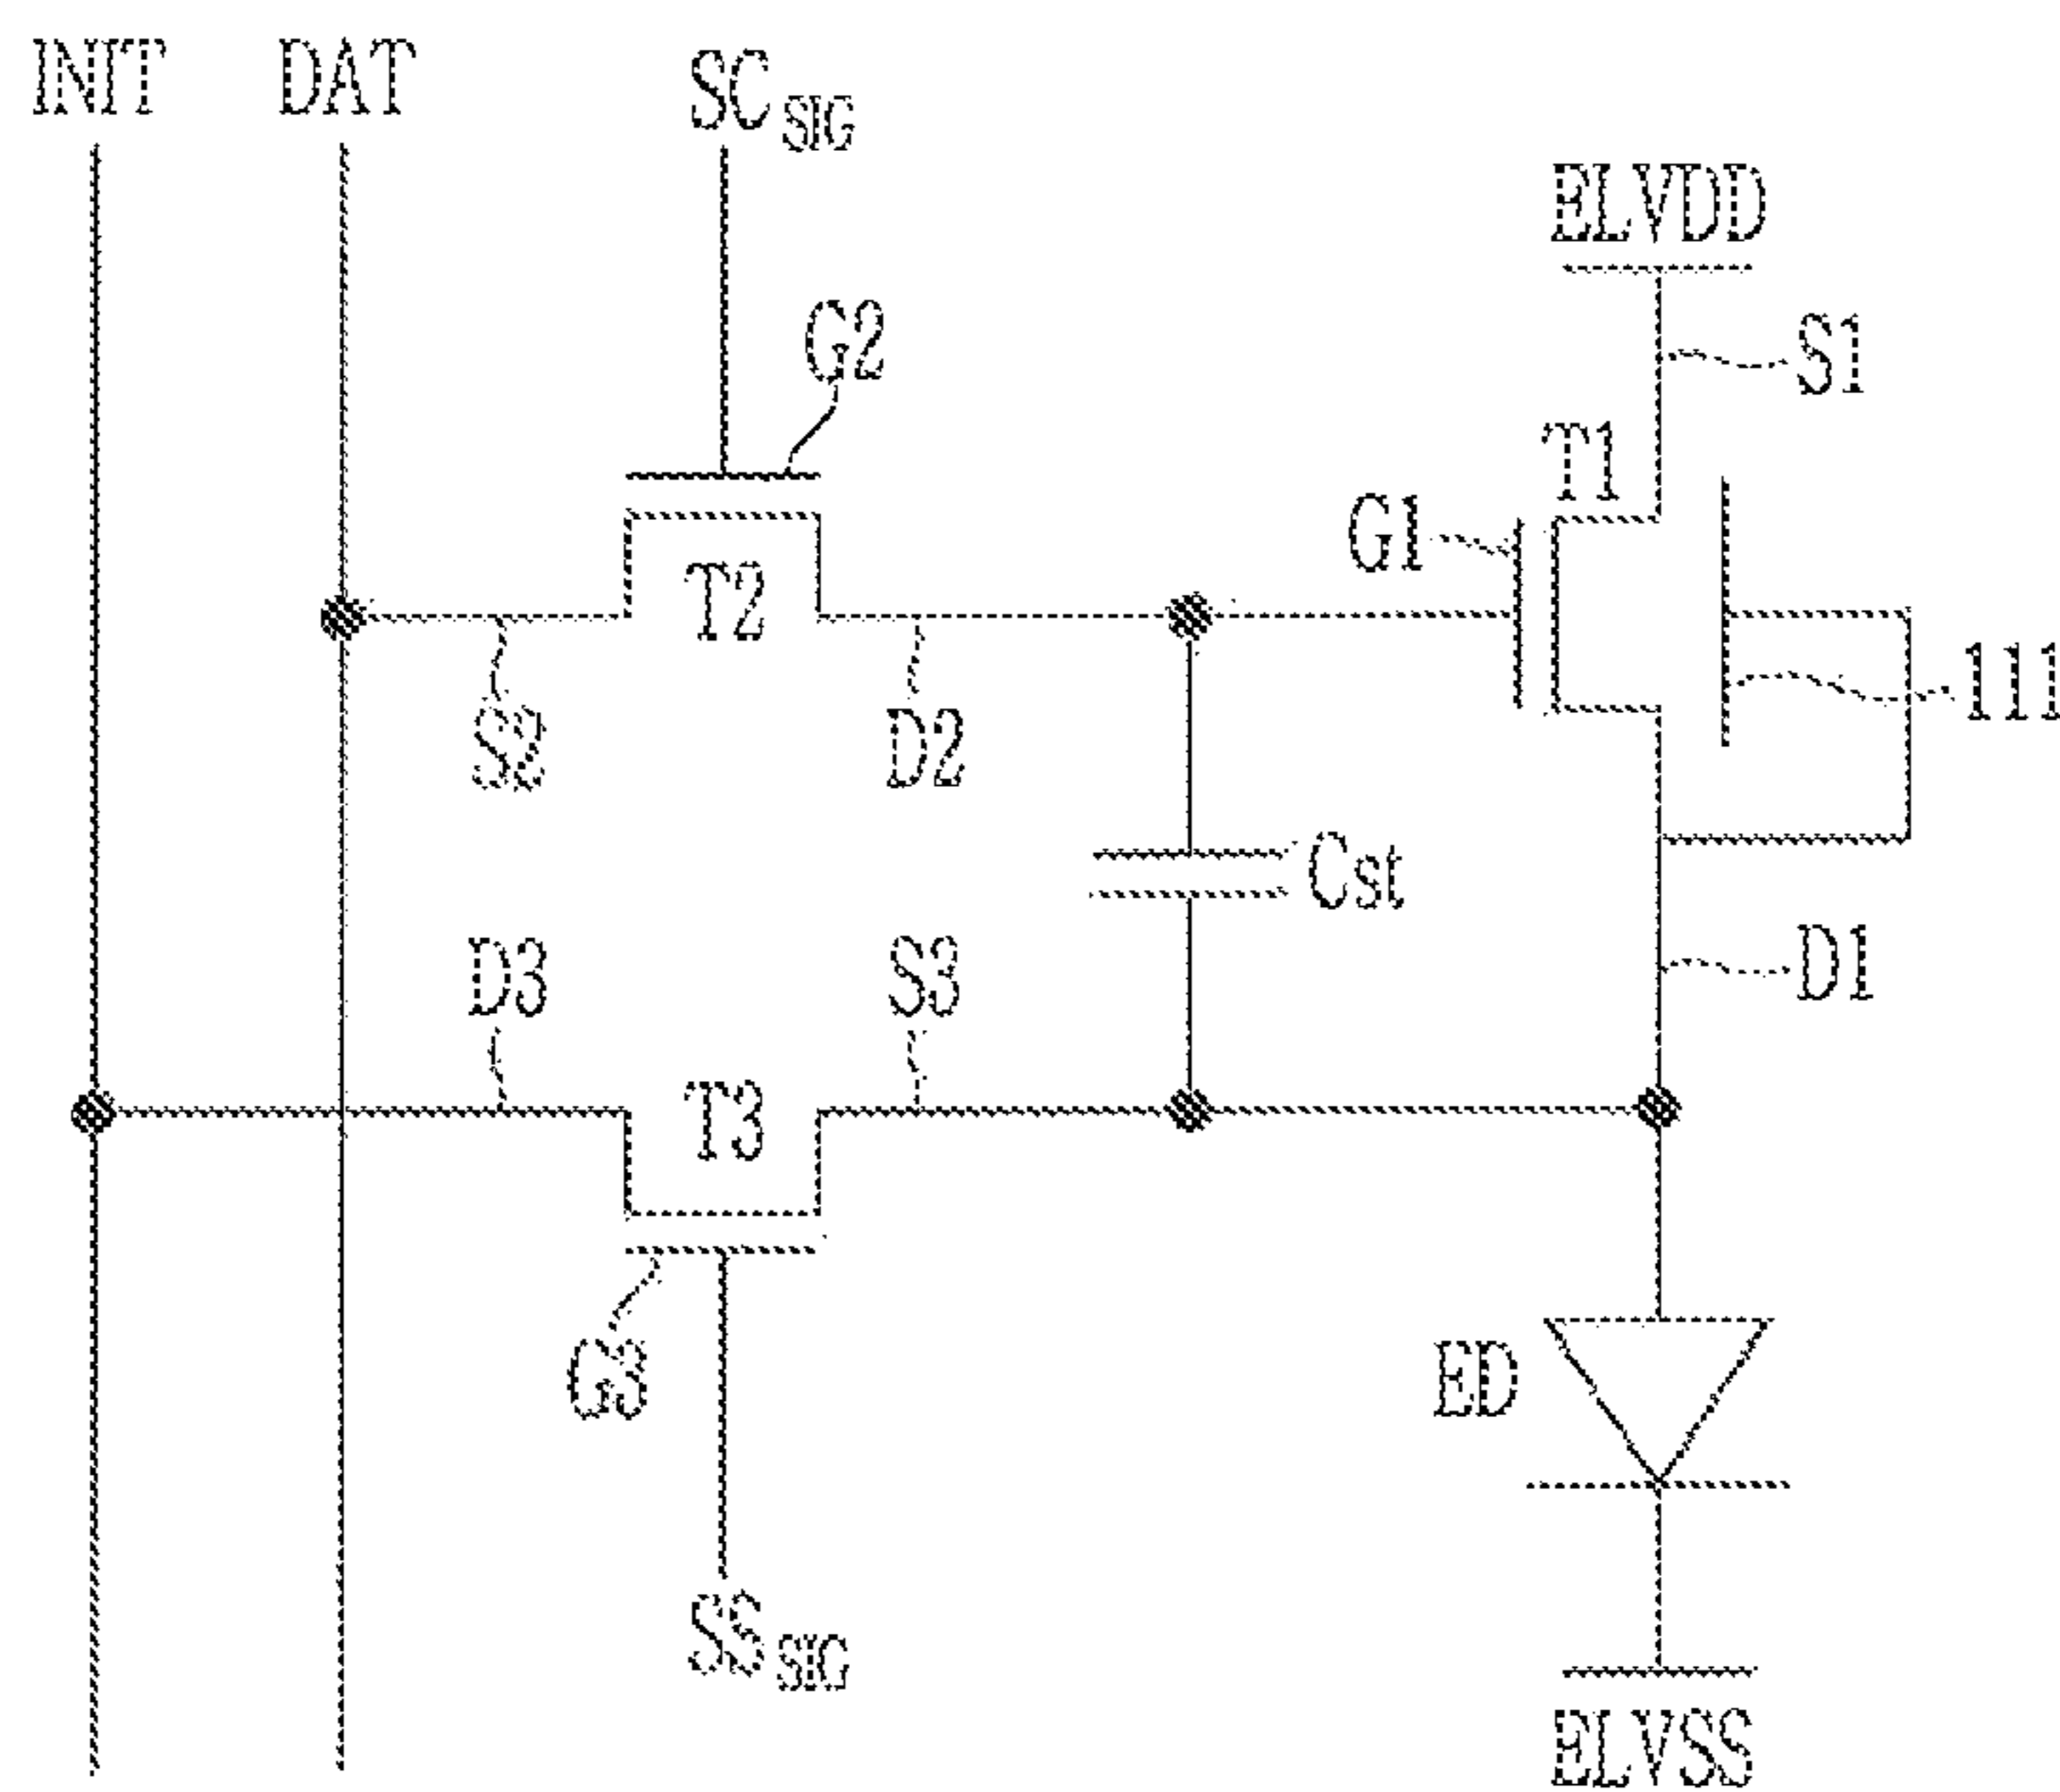 INIT
DAT
SC SIG
ELVDD
G2
S1
T1
G1
T2
111
S2
D2
Cst
D3
S3
D1
T3
G3
ED
SS SIG
ELVSS